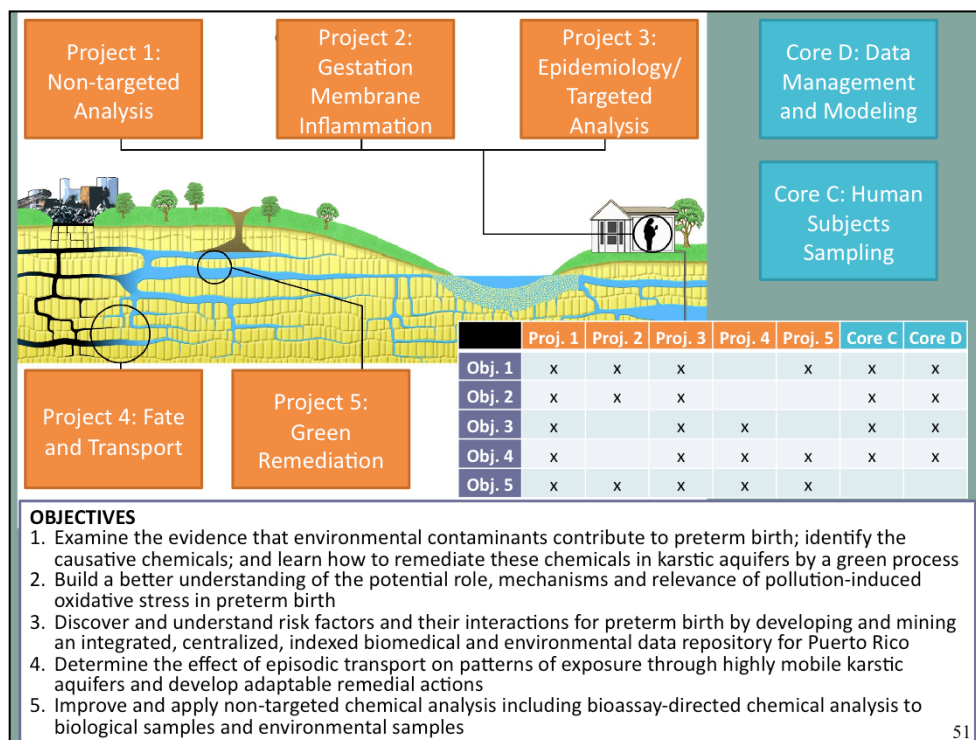 Project 1:
Non-targeted
Analysis
Project 2:
Gestation
Membrane
Inflammation
Project 3:
Epidemiology/
Targeted
Analysis
Core D: Data
Management
and Modeling
Core C: Human
Subjects
Sampling
Project 4: Fate
and Transport
Project 5:
Green
Remediation
Proj. 1 Proj. 2 Proj. 3 Proj. 4 Proj. 5 Core C Core D
Obj. 1 x x x x x x
Obj. 2 x x x x x
Obj. 3 x x x x x
Obj. 4 x x x x x x
Obj. 5 x x x x x
OBJECTIVES
1. Examine the evidence that environmental contaminants contribute to preterm birth; identify the
causative chemicals; and learn how to remediate these chemicals in karstic aquifers by a green process
2. Build a better understanding of the potential role, mechanisms and relevance of pollution-induced
oxidative stress in preterm birth
3. Discover and understand risk factors and their interactions for preterm birth by developing and mining
an integrated, centralized, indexed biomedical and environmental data repository for Puerto Rico
4. Determine the effect of episodic transport on patterns of exposure through highly mobile karstic
aquifers and develop adaptable remedial actions
5. Improve and apply non-targeted chemical analysis including bioassay-directed chemical analysis to
biological samples and environmental samples
51